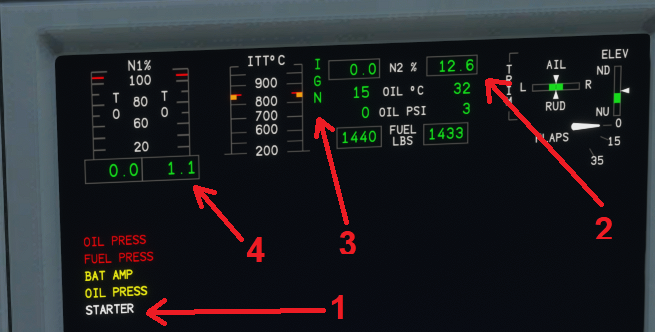 N1%
100
80
60
20
T
O
T
O
0.0 1.1
ITT°C
900
800
700
600
200
I
G
N
0.0 N2 % 12.6
15 OIL °C 32
0 OIL PSI 3
1440 FUEL LBS 1433
AIL
L R
RUD
ELEV
ND
NU
0
15
35
OIL PRESS
FUEL PRESS
BAT AMP
OIL PRESS
STARTER
1
2
3
4